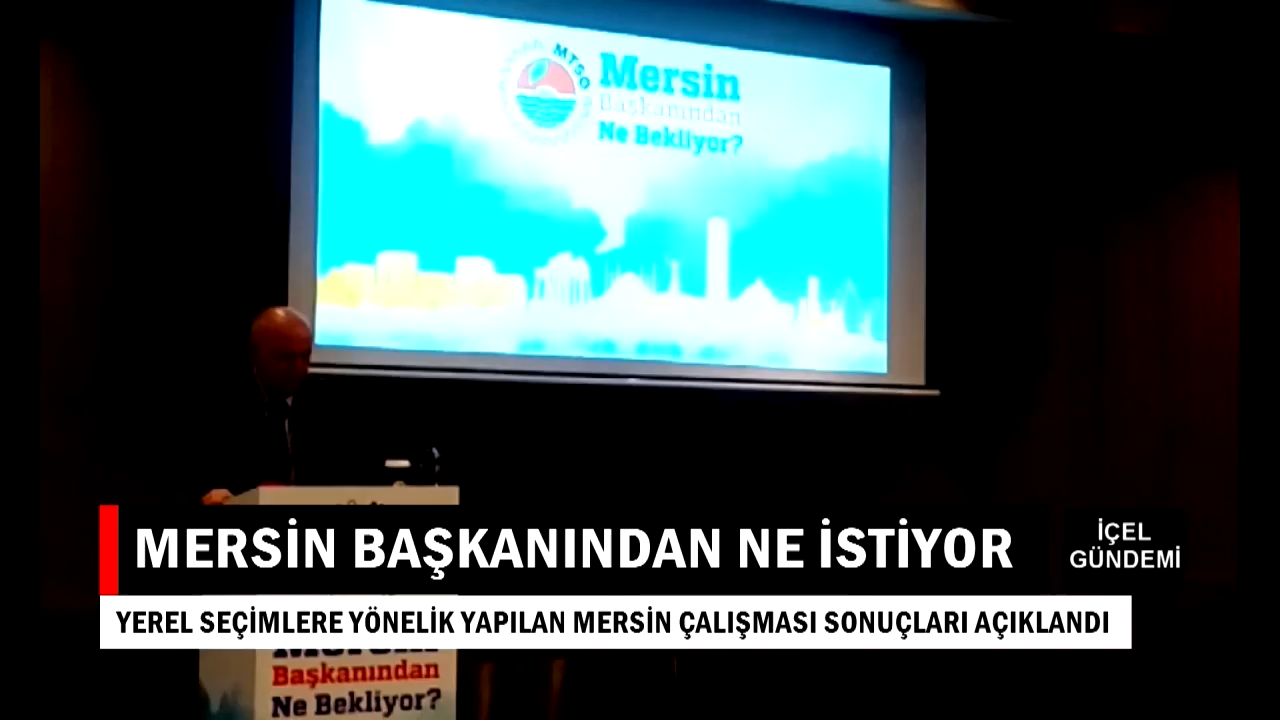 MTSO
Mersin
Başkanından
Ne Bekliyor?
MERSİN BAŞKANINDAN NE İSTİYOR
İÇEL
GÜNDEMİ
YEREL SEÇİMLERE YÖNELİK YAPILAN MERSİN ÇALIŞMASI SONUÇLARI AÇIKLANDI
Mersin
Başkanından
Ne Bekliyor?